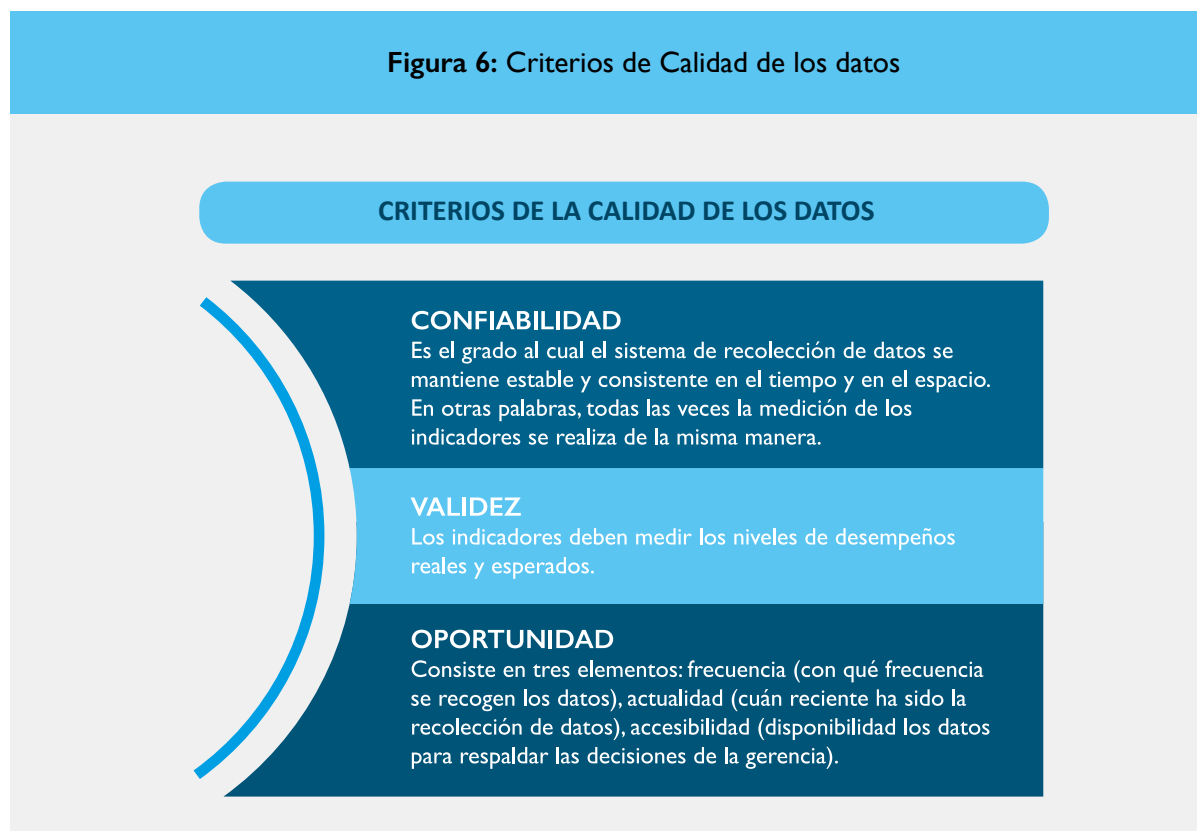 Figura 6: Criterios de Calidad de los datos
CRITERIOS DE LA CALIDAD DE LOS DATOS
CONFIABILIDAD
Es el grado al cual el sistema de recolección de datos se
mantiene estable y consistente en el tiempo y en el espacio.
En otras palabras, todas las veces la medición de los
indicadores se realiza de la misma manera.
VALIDEZ
Los indicadores deben medir los niveles de desempeños
reales y esperados.
OPORTUNIDAD
Consiste en tres elementos: frecuencia (con qué frecuencia
se recogen los datos), actualidad (cuán reciente ha sido la
recolección de datos), accesibilidad (disponibilidad los datos
para respaldar las decisiones de la gerencia).